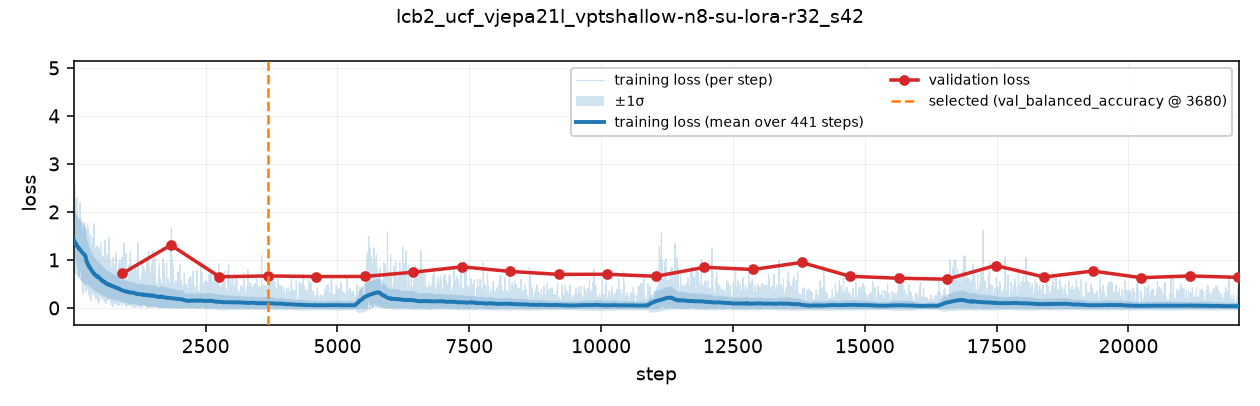 lcb2_ucf_vjepa21l_vptshallow-n8-su-lora-r32_s42
training loss (per step)
±1σ
training loss (mean over 441 steps)
validation loss
selected (val_balanced_accuracy @ 3680)
loss
5
4
3
2
1
0
2500 5000 7500 10000 12500 15000 17500 20000
step